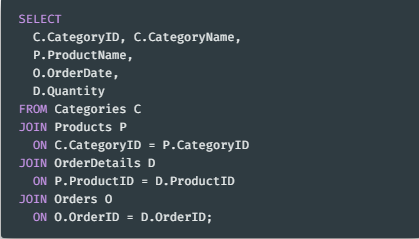 SELECT
C.CategoryID, C.CategoryName,
P.ProductName,
O.OrderDate,
D.Quantity
FROM Categories C
JOIN Products P
ON C.CategoryID = P.CategoryID
JOIN OrderDetails D
ON P.ProductID = D.ProductID
JOIN Orders O
ON O.OrderID = D.OrderID;